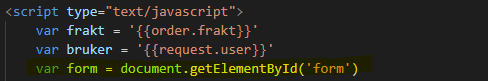 <script type="text/javascript">
var frakt = '{{order.frakt}}'
var bruker = '{{request.user}}'
var form = document.getElementById('form')